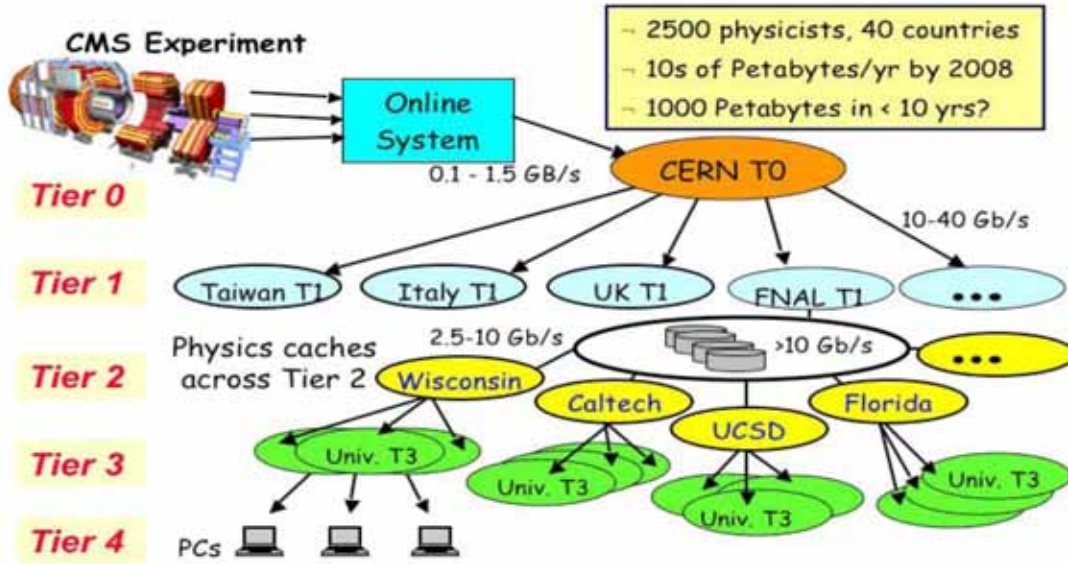 CMS Experiment
¬ 2500 physicists, 40 countries
¬ 10s of Petabytes/yr by 2008
¬ 1000 Petabytes in < 10 yrs?
Online
System
0.1 - 1.5 GB/s
CERN T0
Tier 0
10-40 Gb/s
Tier 1
Taiwan T1
Italy T1
UK T1
FNAL T1
...
2.5-10 Gb/s
>10 Gb/s
...
Physics caches
across Tier 2
Tier 2
Wisconsin
Caltech
UCSD
Florida
Tier 3
Univ. T3
Univ. T3
Univ. T3
Univ. T3
Tier 4
PCs